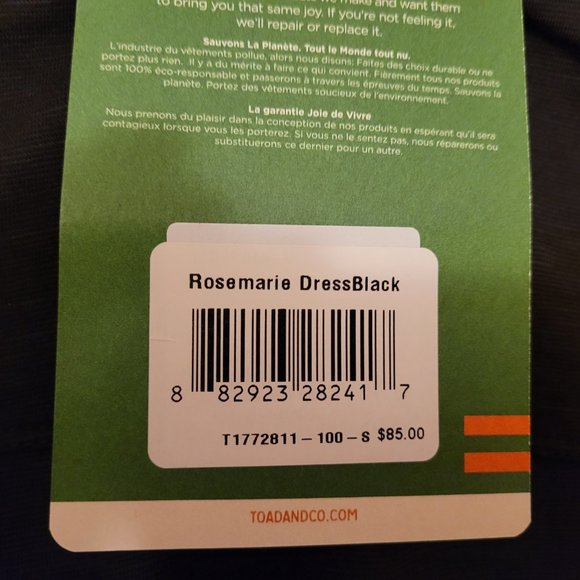 we make and want them
to bring you that same joy. If you're not feeling it,
we'll repair or replace it.
Sauvons La Planète. Tout le Monde tout nu.
L'industrie du vêtements pollue, alors nous disons: Faites des choix durable ou ne
portez plus rien. Il y a du mérite à faire ce qui convient. Fièrement tous nos produits
sont 100% éco-responsable et passerons à travers les épreuves du temps. Sauvons la
planète. Portez des vêtements soucieux de l'environnement.
La garantie Joie de Vivre
Nous prenons du plaisir dans la conception de nos produits en espérant qu'il sera
contagieux lorsque vous les porterez. Si vous ne le sentez pas, nous réparerons ou
substituerons ce dernier pour un autre.
Rosemarie DressBlack
8 82923 28241 7
T1772811-100-S $85.00
TOADANDCO.COM